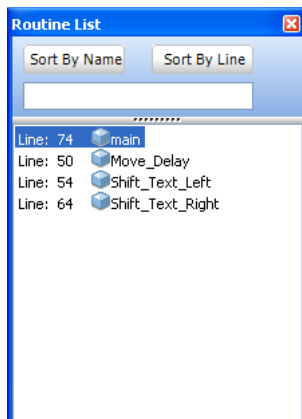 Routine List
Sort By Name Sort By Line
Line: 74 main
Line: 50 Move_Delay
Line: 54 Shift_Text_Left
Line: 64 Shift_Text_Right